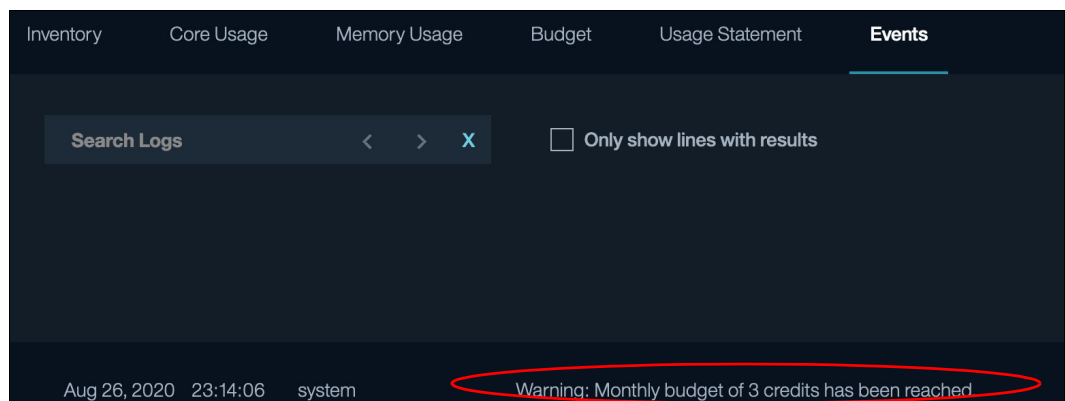 Inventory Core Usage Memory Usage Budget Usage Statement Events
Search Logs < > X Only show lines with results
Aug 26, 2020 23:14:06 system Warning: Monthly budget of 3 credits has been reached